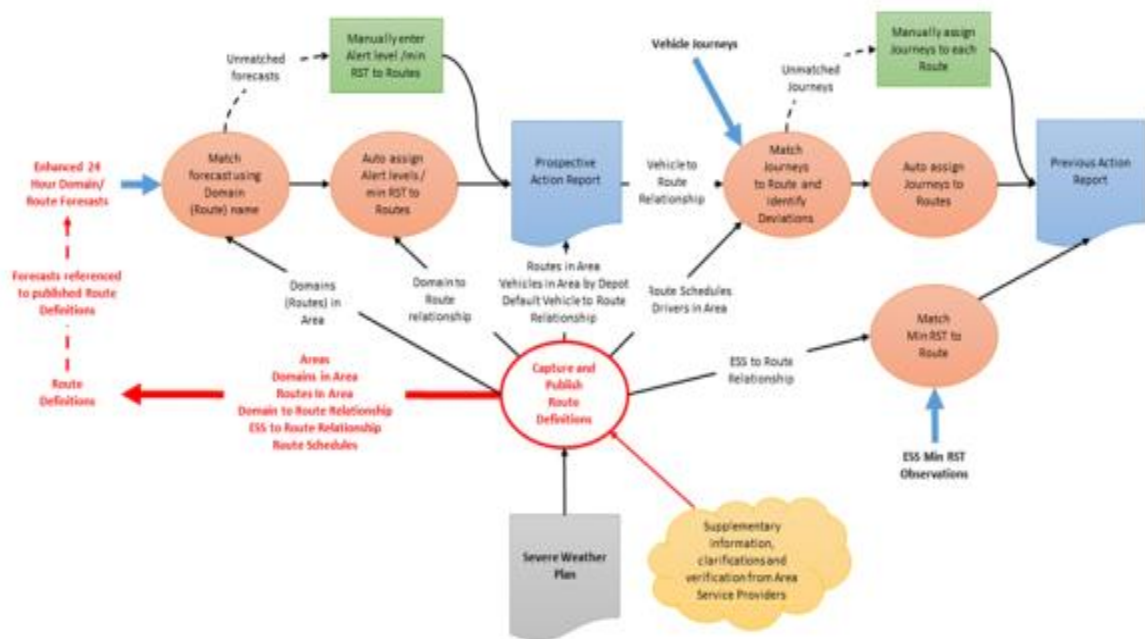 Manually enter
Alert level /min
RST to Routes
Unmatched
forecasts
Vehicle Journeys
Manually assign
Journeys to each
Route
Unmatched
Journeys
Enhanced 24
Hour Domain/
Route Forecasts
Match
forecast using
Domain
(Route) name
Auto assign
Alert levels /
min RST to
Routes
Prospective
Action Report
Vehicle to
Route
Relationship
Match
Journeys
to Route and
Identify
Deviations
Auto assign
Journeys to
Routes
Previous Action
Report
Forecasts referenced
to published Route
Definitions
Domains
(Routes) in
Area
Domain to
Route
relationship
Routes in Area
Vehicles in Area by Depot
Default Vehicle to Route
Relationship
Route Schedules
Drivers in Area
Match
Min RST to
Route
Route
Definitions
Areas
Domains in Area
Routes In Area
Domain to Route Relationship
ESS to Route Relationship
Route Schedules
Capture and
Publish
Route
Definitions
ESS to Route
Relationship
ESS Min RST
Observations
Severe Weather
Plan
Supplementary
Information,
clarifications and
verification from Area
Service Providers